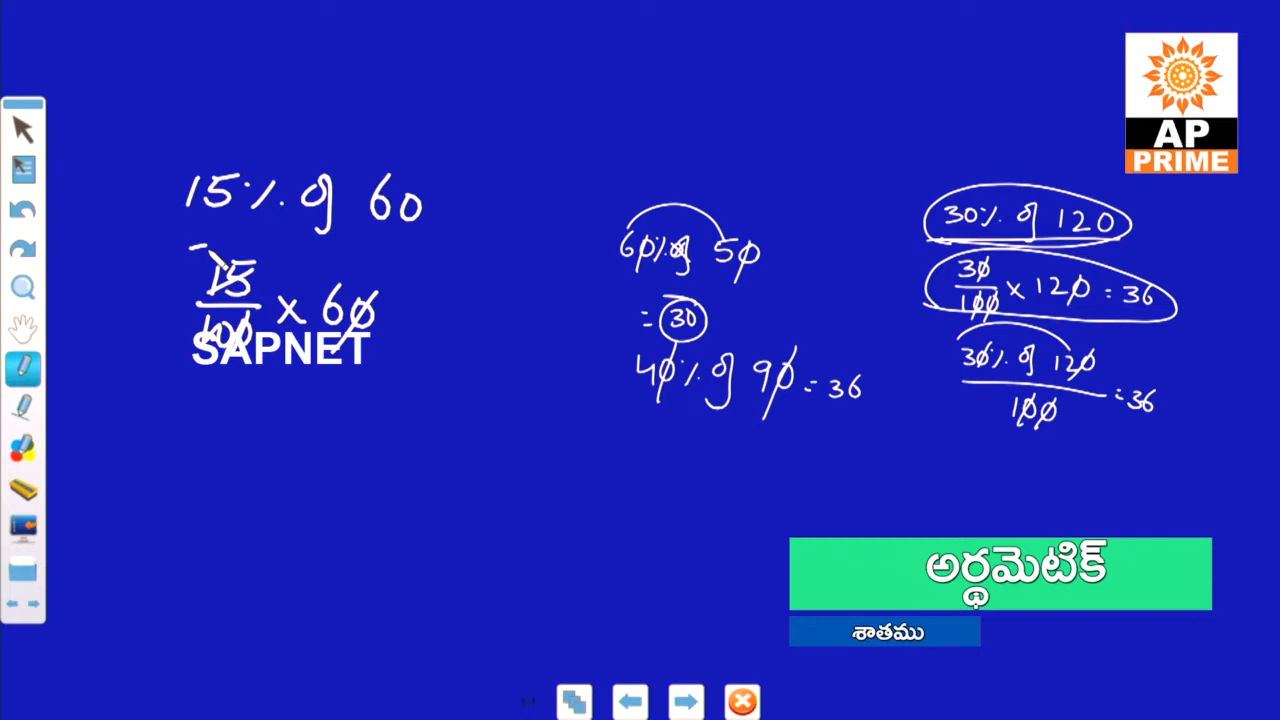 AP
PRIME
15% of 60
15/100 × 60
SAPNET
60% of 50
= 30
40% of 90 = 36
30% of 120
30/100 × 120 = 36
30% of 120/100 = 36
అర్థమెటిక్
శాతము